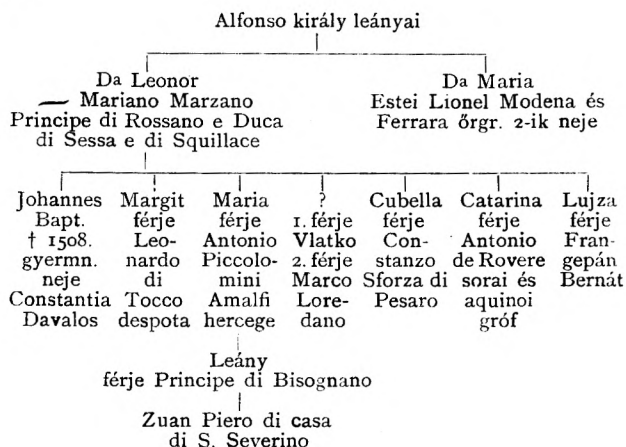 Alfonso király leányai
Da Leonor
Mariano Marzano
Principe di Rossano e Duca
di Sessa e di Squillace
Da Maria
Estei Lionel Modena és
Ferrara őrgr. 2-ik neje
Johannes
Bapt.
† 1508.
gyermn.
neje
Constantia
Davalos
Margit
férje
Leo-
nardo
di
Tocco
despota
Maria
férje
Antonio
Piccolo-
mini
Amalfi
hercege
?
1. férje
Vlatko
2. férje
Marco
Lore-
dano
Cubella
férje
Con-
stanzo
Sforza di
Pesaro
Catarina
férje
Antonio
de Rovere
sorai és
aquinoi
gróf
Lujza
férje
Fran-
gepán
Bernát
Leány
férje Principe di Bisognano
Zuan Piero di casa
di S. Severino